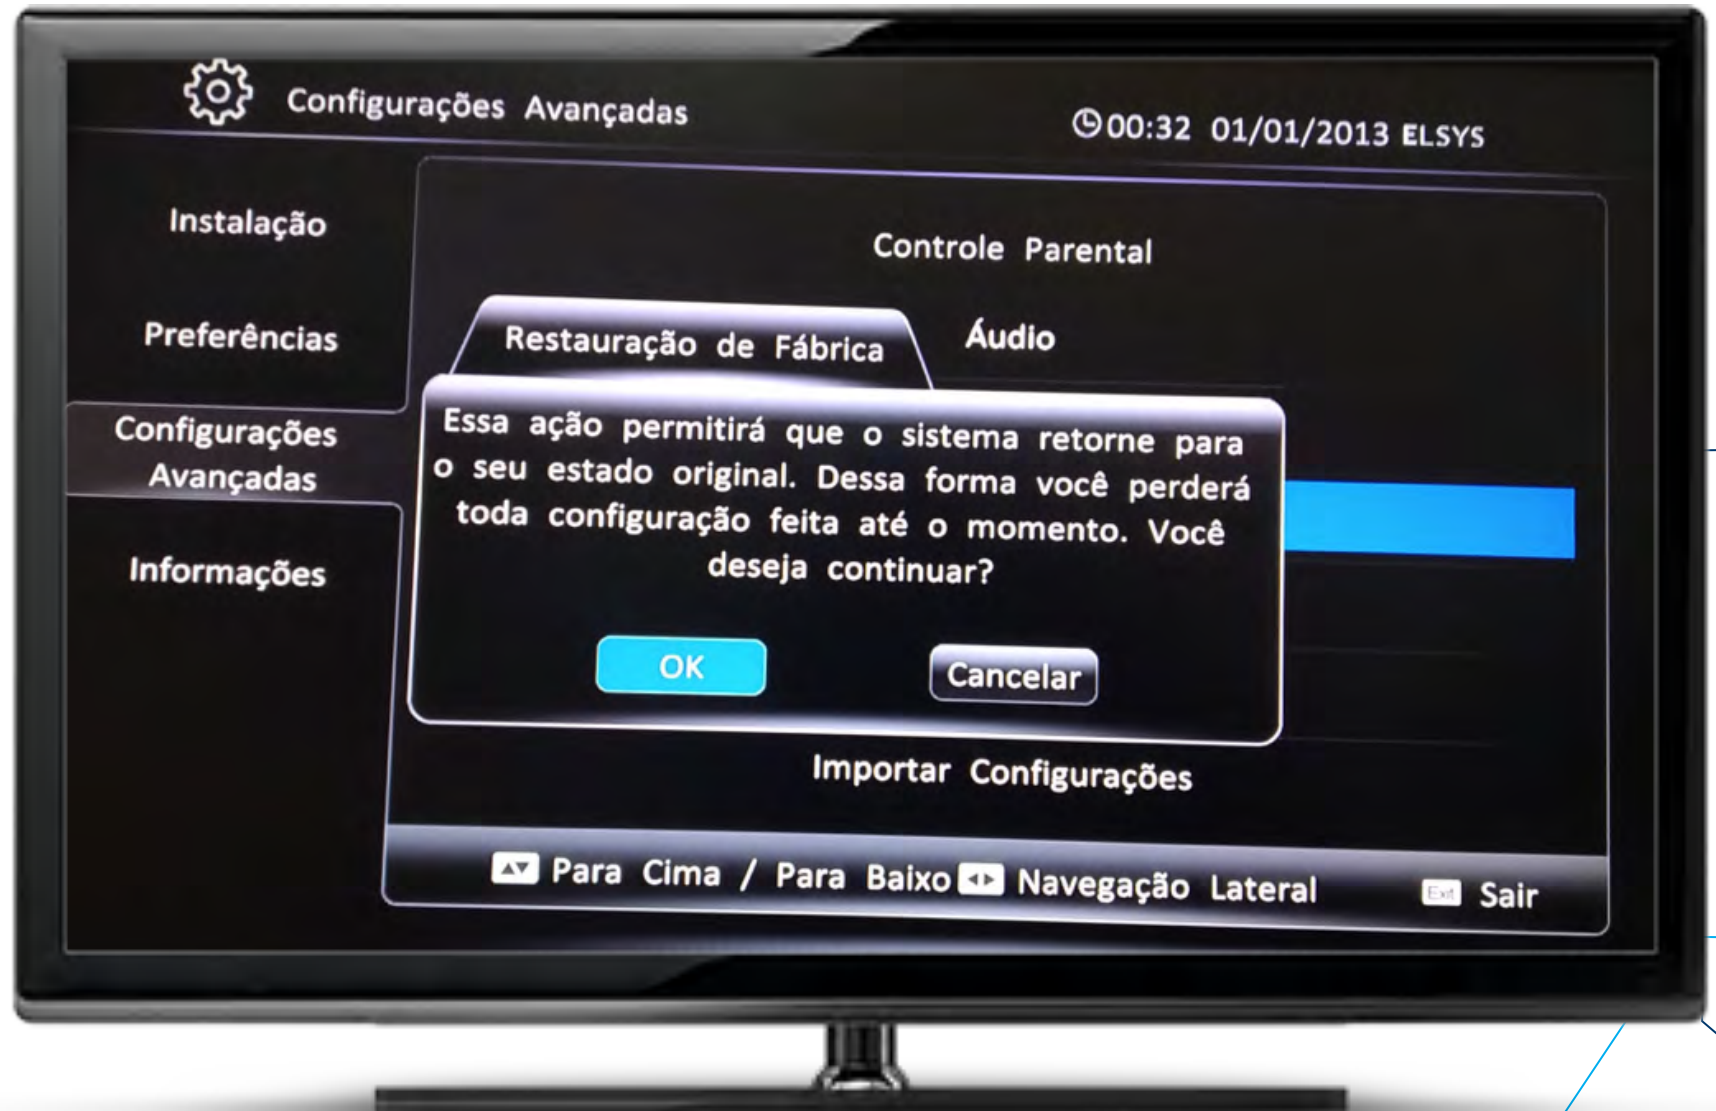 Configurações Avançadas
00:32 01/01/2013 ELSYS
Instalação
Preferências
Configurações
Avançadas
Informações
Controle Parental
Áudio
Restauração de Fábrica
Essa ação permitirá que o sistema retorne para
o seu estado original. Dessa forma você perderá
toda configuração feita até o momento. Você
deseja continuar?
OK
Cancelar
Importar Configurações
Para Cima / Para Baixo
Navegação Lateral
Exit Sair